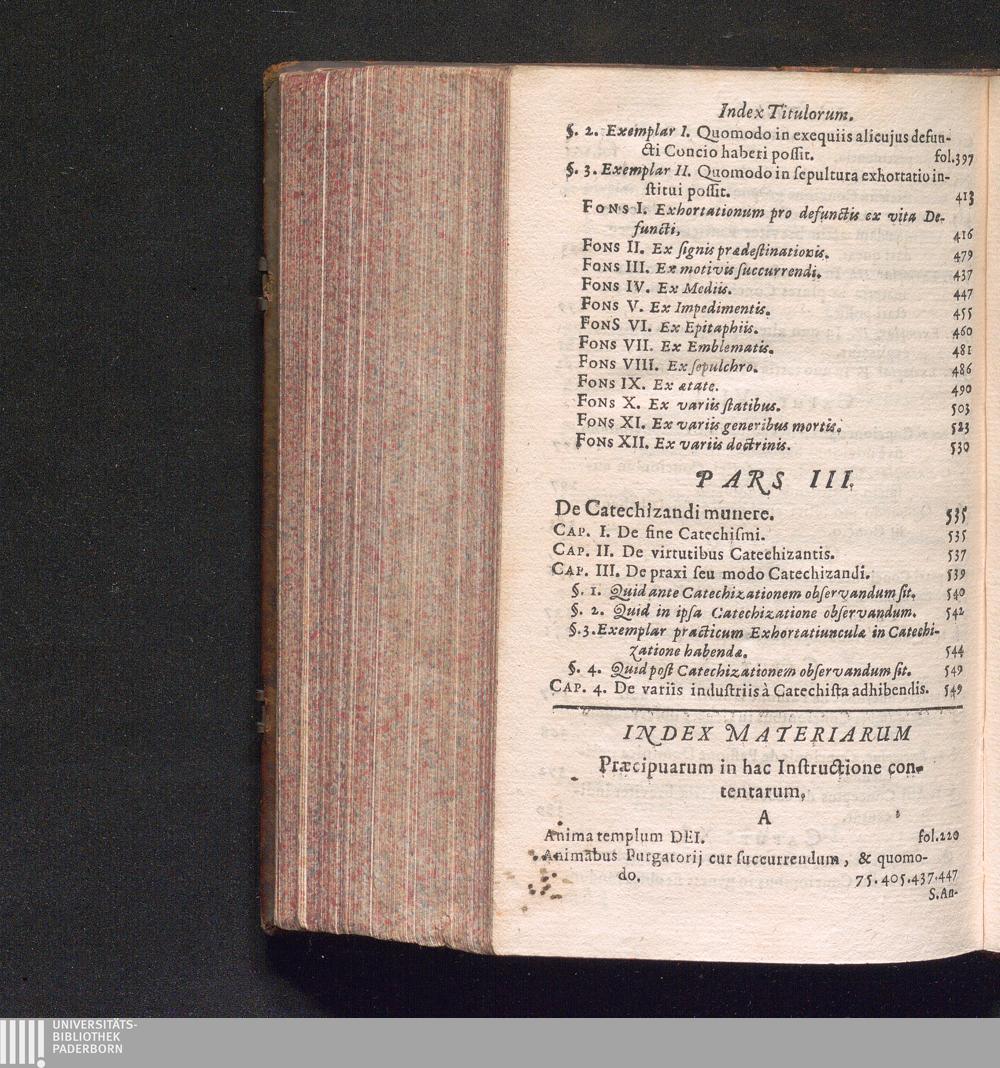 Index Titulorum.
§. 2. Exemplar I. Quomodo in exequiis alicujus defun-
cti Concio haberi poſſit. fol.397
§. 3. Exemplar II. Quomodo in ſepultura exhortatio in-
ſtitui poſſit. 413
FONS I. Exhortationum pro defunctis ex vita De-
functi, 416
FONS II. Ex ſignis prædeſtinationis. 479
FONS III. Ex motivis ſuccurrendi. 437
FONS IV. Ex Mediis. 447
FONS V. Ex Impedimentis. 455
FONS VI. Ex Epitaphiis. 460
FONS VII. Ex Emblematis. 481
FONS VIII. Ex ſepulchro. 486
FONS IX. Ex ætate. 490
FONS X. Ex variis ſtatibus. 503
FONS XI. Ex variis generibus mortis. 523
FONS XII. Ex variis doctrinis. 530
PARS III.
De Catechizandi munere. 535
CAP. I. De fine Catechiſmi. 535
CAP. II. De virtutibus Catechizantis. 537
CAP. III. De praxi ſeu modo Catechizandi. 539
§. 1. Quid ante Catechizationem obſervandum ſit. 540
§. 2. Quid in ipſa Catechizatione obſervandum. 542
§. 3. Exemplar practicum Exhortatiunculæ in Catechi-
zatione habendæ. 544
§. 4. Quid poſt Catechizationem obſervandum ſit. 549
CAP. 4. De variis induſtriis à Catechiſta adhibendis. 549
INDEX MATERIARUM
Præcipuarum in hac Inſtructione con-
tentarum,
A
Anima templum DEI. fol.220
Animabus Purgatorij cur ſuccurrendum, & quomo-
do. 75.405.437.447
S. An-
UNIVERSITÄTS-
BIBLIOTHEK
PADERBORN